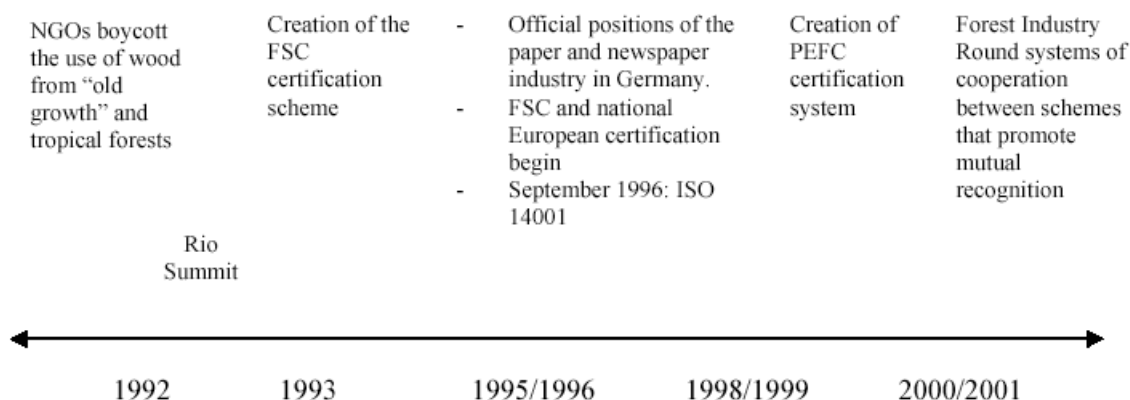 NGOs boycott
the use of wood
from “old
growth” and
tropical forests
Creation of the
FSC
certification
scheme
- Official positions of the
paper and newspaper
industry in Germany.
- FSC and national
European certification
begin
- September 1996: ISO
14001
Creation of
PEFC
certification
system
Forest Industry
Round systems of
cooperation
between schemes
that promote
mutual
recognition
Rio
Summit
1992
1993
1995/1996
1998/1999
2000/2001